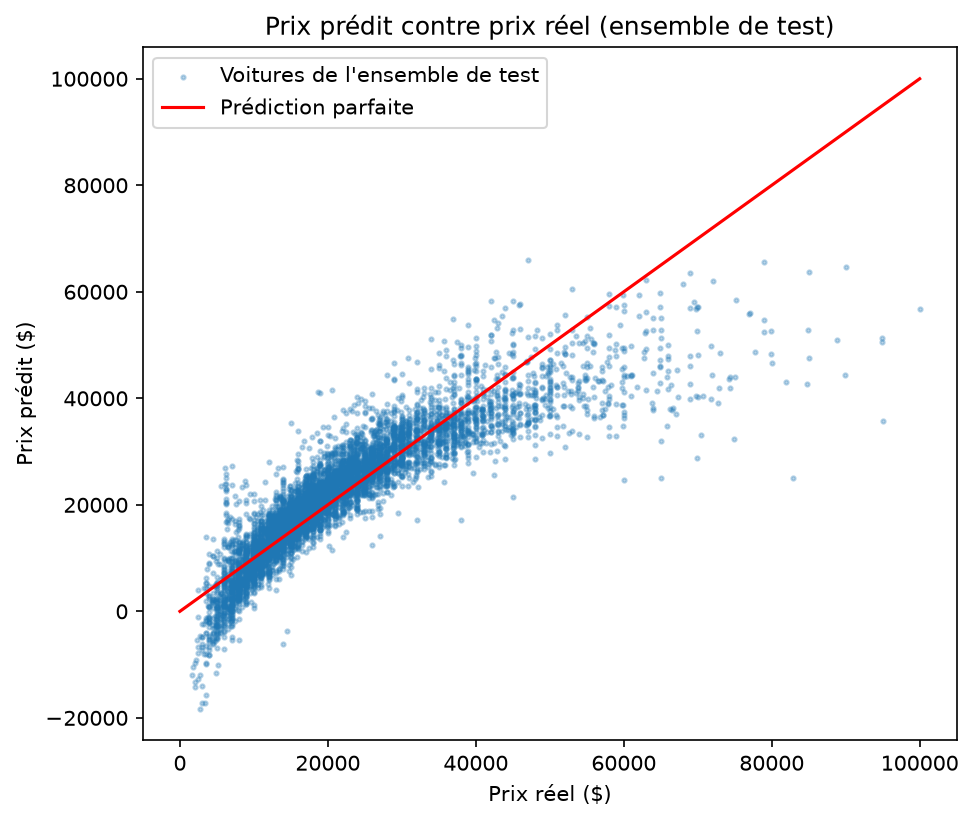 Prix prédit contre prix réel (ensemble de test)
Voitures de l'ensemble de test
Prédiction parfaite
Prix prédit ($)
100000
80000
60000
40000
20000
0
−20000
0 20000 40000 60000 80000 100000
Prix réel ($)